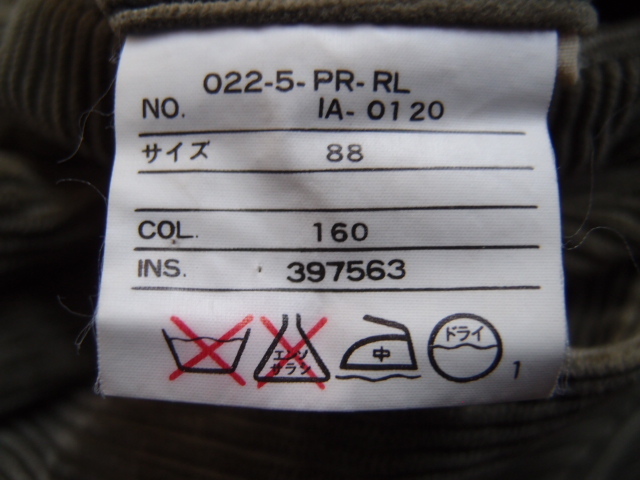 022-5-PR-RL
NO. IA-0120
サイズ 88
COL. 160
INS. 397563
エンソ
サラシ
中
ドライ
1